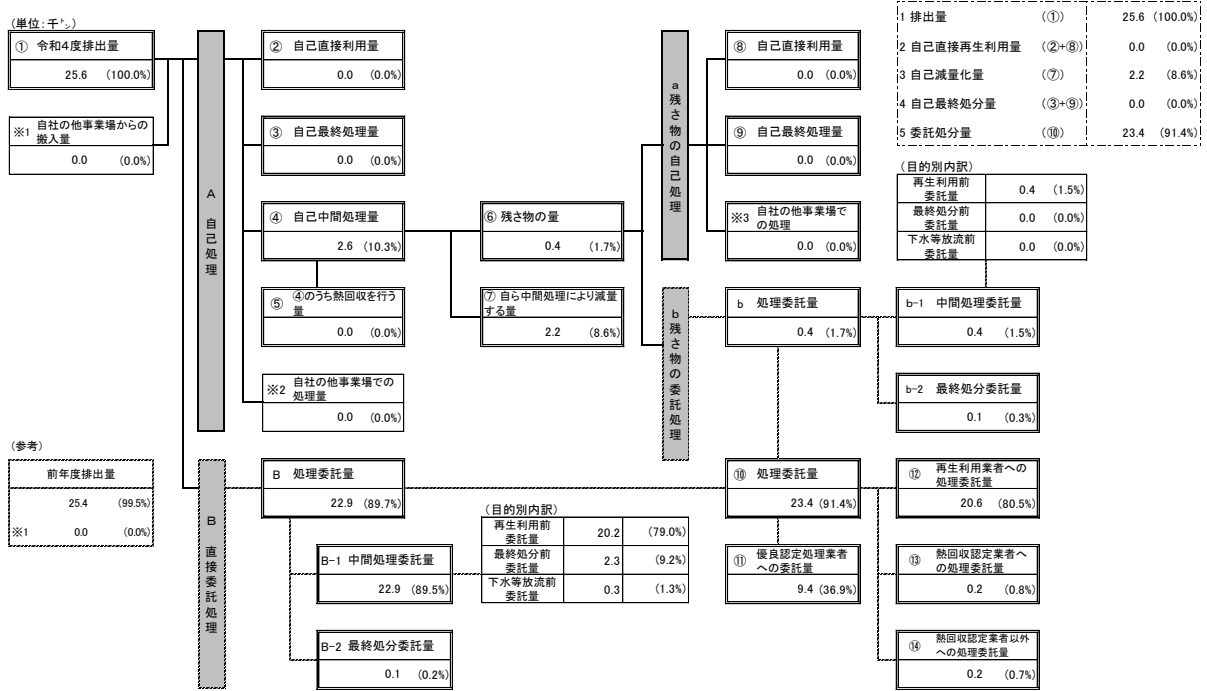 (単位:千㌧)
① 令和4度排出量
25.6 (100.0%)
※1 自社の他事業場からの
搬入量
0.0 (0.0%)
A 自己処理
② 自己直接利用量
0.0 (0.0%)
③ 自己最終処理量
0.0 (0.0%)
④ 自己中間処理量
2.6 (10.3%)
⑤ ④のうち熱回収を行う
量
0.0 (0.0%)
※2 自社の他事業場での
処理量
0.0 (0.0%)
⑥ 残さ物の量
0.4 (1.7%)
⑦ 自ら中間処理により減量
する量
2.2 (8.6%)
a 残さ物の自己処理
⑧ 自己直接利用量
0.0 (0.0%)
⑨ 自己最終処理量
0.0 (0.0%)
※3 自社の他事業場で
の処理
0.0 (0.0%)
b 残さ物の委託処理
b 処理委託量
0.4 (1.7%)
1 排出量 (①) 25.6 (100.0%)
2 自己直接再生利用量 (②+⑧) 0.0 (0.0%)
3 自己減量化量 (⑦) 2.2 (8.6%)
4 自己最終処分量 (③+⑨) 0.0 (0.0%)
5 委託処分量 (⑩) 23.4 (91.4%)
(目的別内訳)
再生利用前
委託量 0.4 (1.5%)
最終処分前
委託量 0.0 (0.0%)
下水等放流前
委託量 0.0 (0.0%)
b-1 中間処理委託量
0.4 (1.5%)
b-2 最終処分委託量
0.1 (0.3%)
(参考)
前年度排出量
25.4 (99.5%)
※1 0.0 (0.0%)
B 直接委託処理
B 処理委託量
22.9 (89.7%)
B-1 中間処理委託量
22.9 (89.5%)
B-2 最終処分委託量
0.1 (0.2%)
(目的別内訳)
再生利用前
委託量 20.2 (79.0%)
最終処分前
委託量 2.3 (9.2%)
下水等放流前
委託量 0.3 (1.3%)
⑩ 処理委託量
23.4 (91.4%)
⑪ 優良認定処理業者
への委託量
9.4 (36.9%)
⑫ 再生利用業者への
処理委託量
20.6 (80.5%)
⑬ 熱回収認定業者へ
の処理委託量
0.2 (0.8%)
⑭ 熱回収認定業者以外
への処理委託量
0.2 (0.7%)